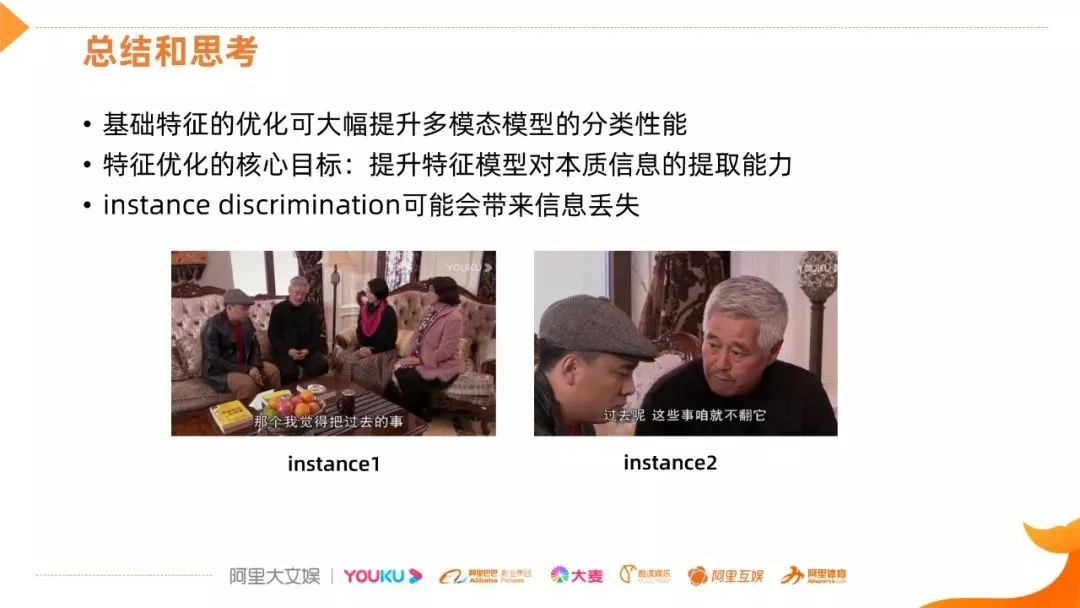 总结和思考
• 基础特征的优化可大幅提升多模态模型的分类性能
• 特征优化的核心目标：提升特征模型对本质信息的提取能力
• instance discrimination可能会带来信息丢失
YOUKU
YOUKU
那个我觉得把过去的事
过去呢 这些事咱就不翻它
instance1
instance2
阿里大文娱 | YOUKU 阿里巴巴 影业集团 Alibaba Pictures 大麦 阿里互娱 阿里体育 Alisports.com